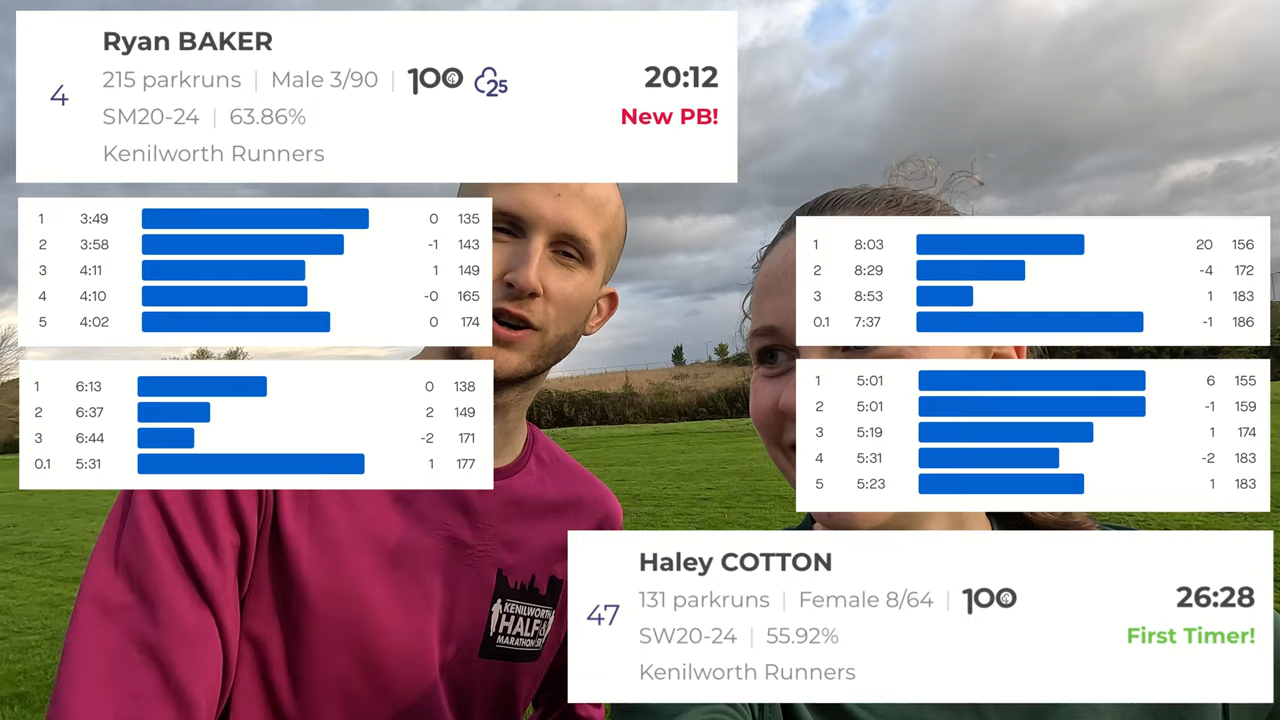 Ryan BAKER
4
215 parkruns | Male 3/90 | 100 25
20:12
SM20-24 | 63.86%
New PB!
Kenilworth Runners
1 3:49 0 135
2 3:58 -1 143
3 4:11 1 149
4 4:10 -0 165
5 4:02 0 174
1 6:13 0 138
2 6:37 2 149
3 6:44 -2 171
0.1 5:31 1 177
1 8:03 20 156
2 8:29 -4 172
3 8:53 1 183
0.1 7:37 -1 186
1 5:01 6 155
2 5:01 -1 159
3 5:19 1 174
4 5:31 -2 183
5 5:23 1 183
KENILWORTH
HALF
MARATHON
Haley COTTON
47
131 parkruns | Female 8/64 | 100
26:28
SW20-24 | 55.92%
First Timer!
Kenilworth Runners